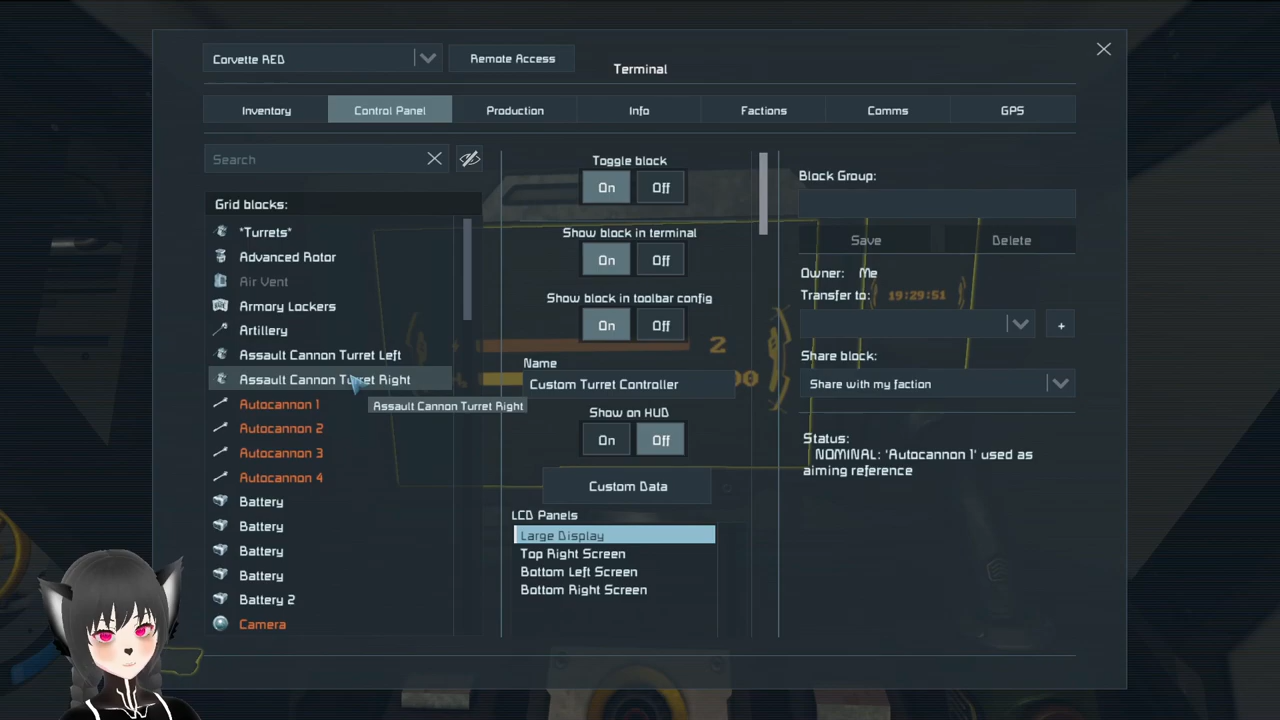 Corvette RED
Remote Access
Terminal
Inventory
Control Panel
Production
Info
Factions
Comms
GPS
Search
Grid blocks:
*Turrets*
Advanced Rotor
Air Vent
Armory Lockers
Artillery
Assault Cannon Turret Left
Assault Cannon Turret Right
Assault Cannon Turret Right
Autocannon 1
Autocannon 2
Autocannon 3
Autocannon 4
Battery
Battery
Battery
Battery
Battery 2
Camera
Toggle block
On Off
Show block in terminal
On Off
Show block in toolbar config
On Off
2
Name
Custom Turret Controller
Show on HUD
On Off
Custom Data
LCD Panels
Large Display
Top Right Screen
Bottom Left Screen
Bottom Right Screen
Block Group:
Save
Delete
Owner: Me
Transfer to:
19:29:51
+
Share block:
Share with my faction
Status:
NOMINAL: 'Autocannon 1' used as
aiming reference